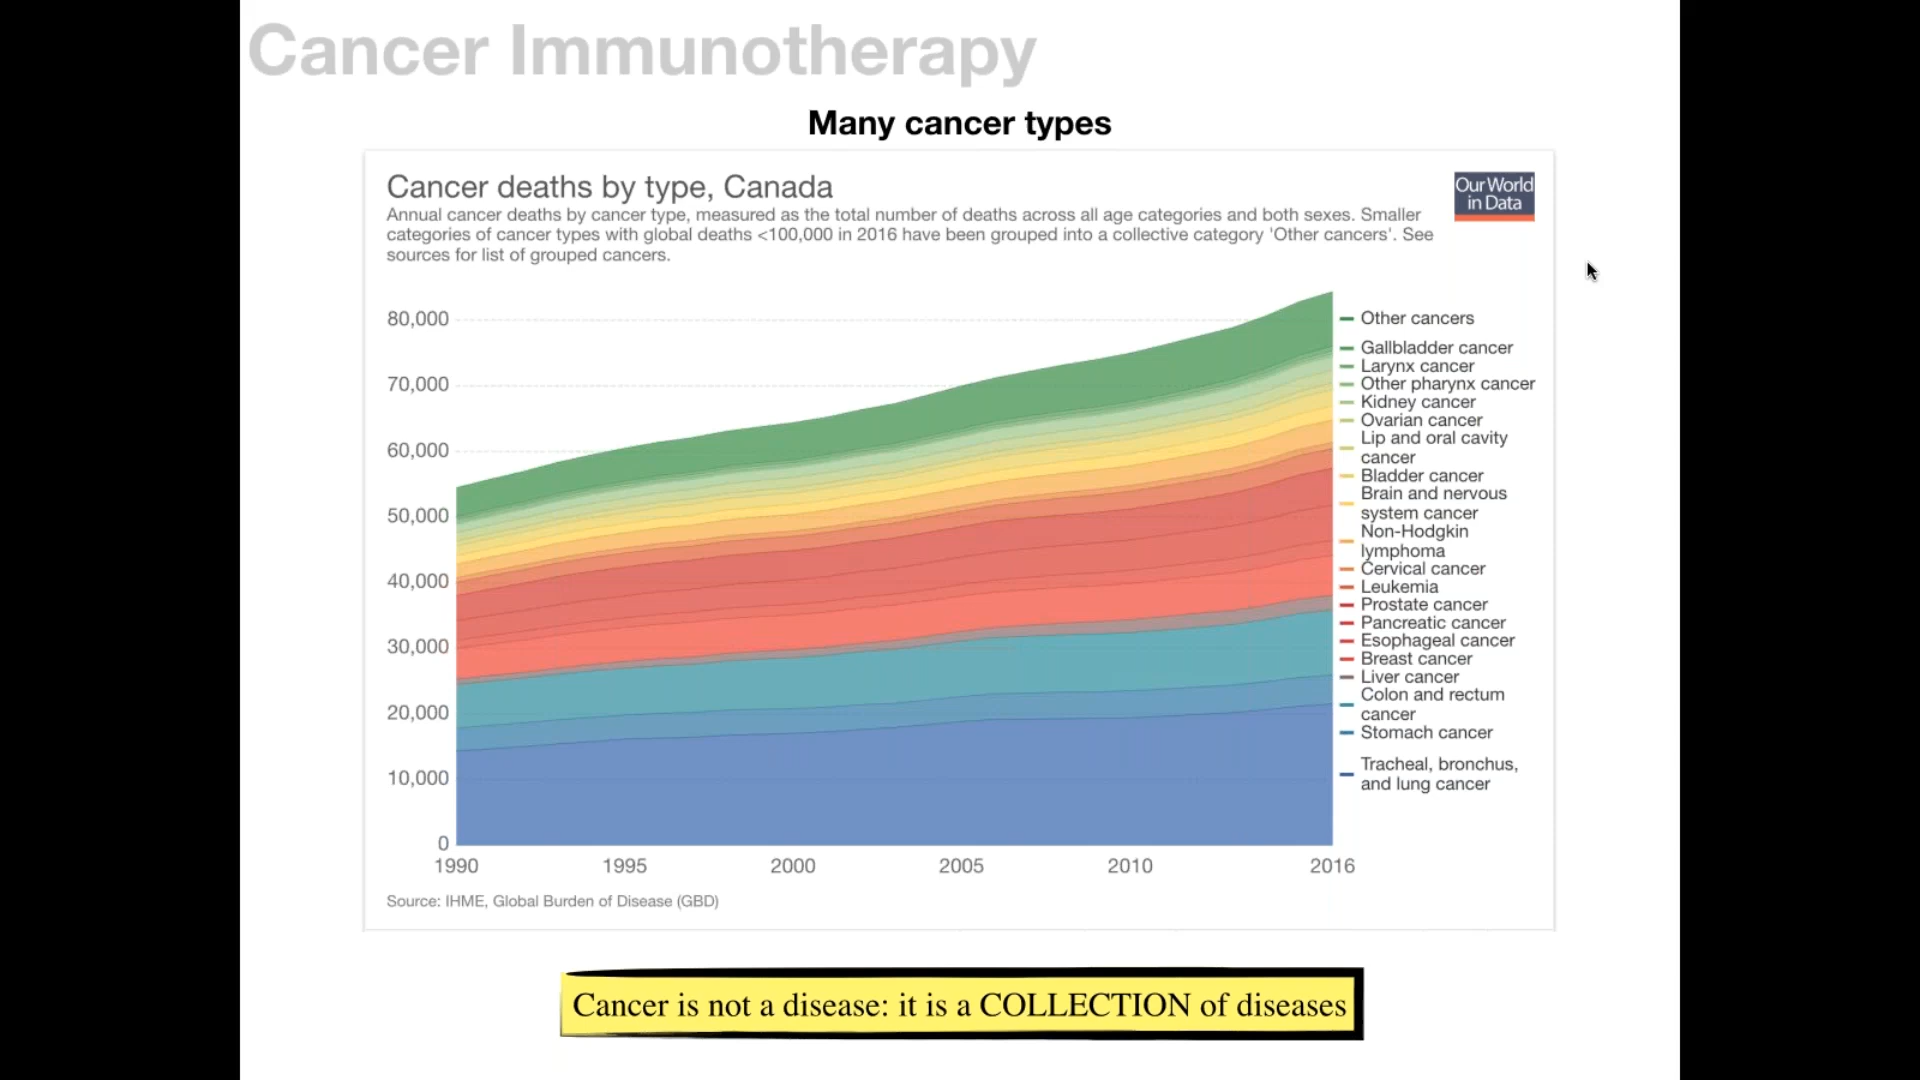 Cancer Immunotherapy
Many cancer types
Cancer deaths by type, Canada
Annual cancer deaths by cancer type, measured as the total number of deaths across all age categories and both sexes. Smaller
categories of cancer types with global deaths <100,000 in 2016 have been grouped into a collective category 'Other cancers'. See
sources for list of grouped cancers.
Our World
in Data
80,000
70,000
60,000
50,000
40,000
30,000
20,000
10,000
0
1990
1995
2000
2005
2010
2016
Other cancers
Gallbladder cancer
Larynx cancer
Other pharynx cancer
Kidney cancer
Ovarian cancer
Lip and oral cavity
cancer
Bladder cancer
Brain and nervous
system cancer
Non-Hodgkin
lymphoma
Cervical cancer
Leukemia
Prostate cancer
Pancreatic cancer
Esophageal cancer
Breast cancer
Liver cancer
Colon and rectum
cancer
Stomach cancer
Tracheal, bronchus,
and lung cancer
Source: IHME, Global Burden of Disease (GBD)
Cancer is not a disease: it is a COLLECTION of diseases